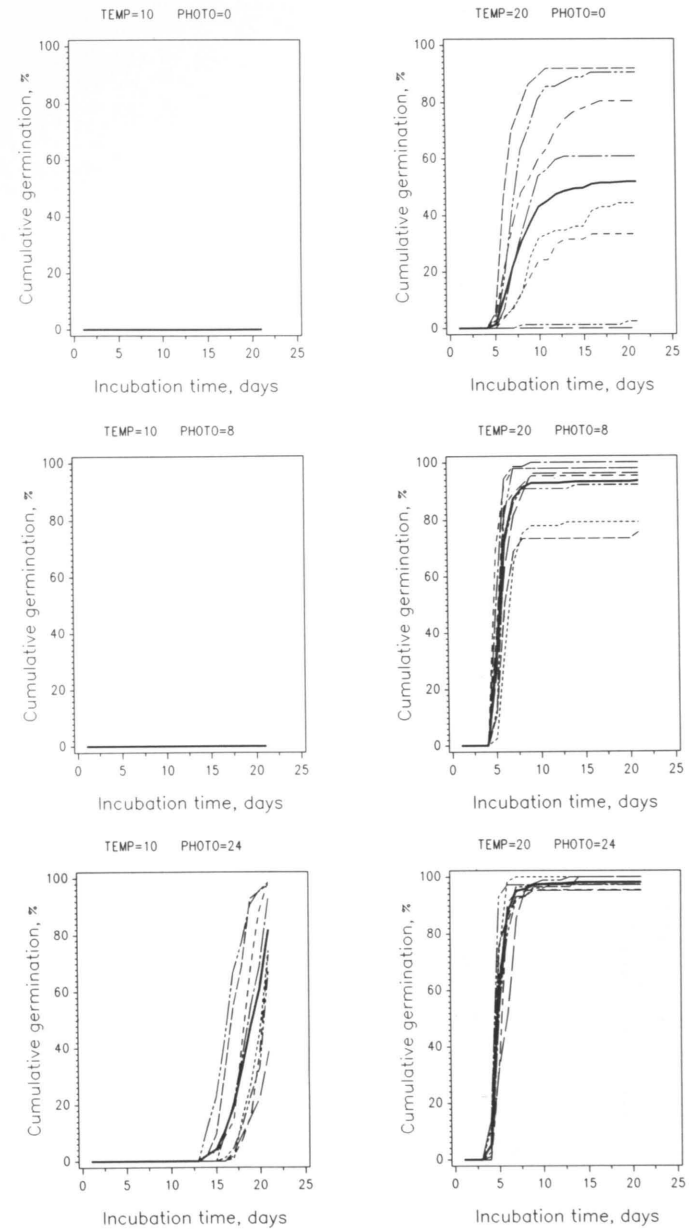 TEMP=10 PHOTO=0
Cumulative germination, %
100
80
60
40
20
0
0 5 10 15 20 25
Incubation time, days
TEMP=20 PHOTO=0
Cumulative germination, %
100
80
60
40
20
0
0 5 10 15 20 25
Incubation time, days
TEMP=10 PHOTO=8
Cumulative germination, %
100
80
60
40
20
0
0 5 10 15 20 25
Incubation time, days
TEMP=20 PHOTO=8
Cumulative germination, %
100
80
60
40
20
0
0 5 10 15 20 25
Incubation time, days
TEMP=10 PHOTO=24
Cumulative germination, %
100
80
60
40
20
0
0 5 10 15 20 25
Incubation time, days
TEMP=20 PHOTO=24
Cumulative germination, %
100
80
60
40
20
0
0 5 10 15 20 25
Incubation time, days